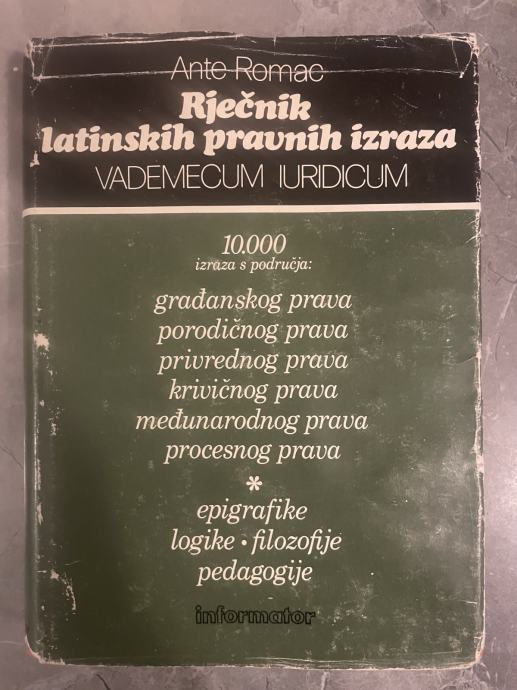 Ante Romac
Rječnik
latinskih pravnih izraza
VADEMECUM IURIDICUM
10.000
izraza s područja:
građanskog prava
porodičnog prava
privrednog prava
krivičnog prava
međunarodnog prava
procesnog prava
*
epigrafike
logike • filozofije
pedagogije
informator